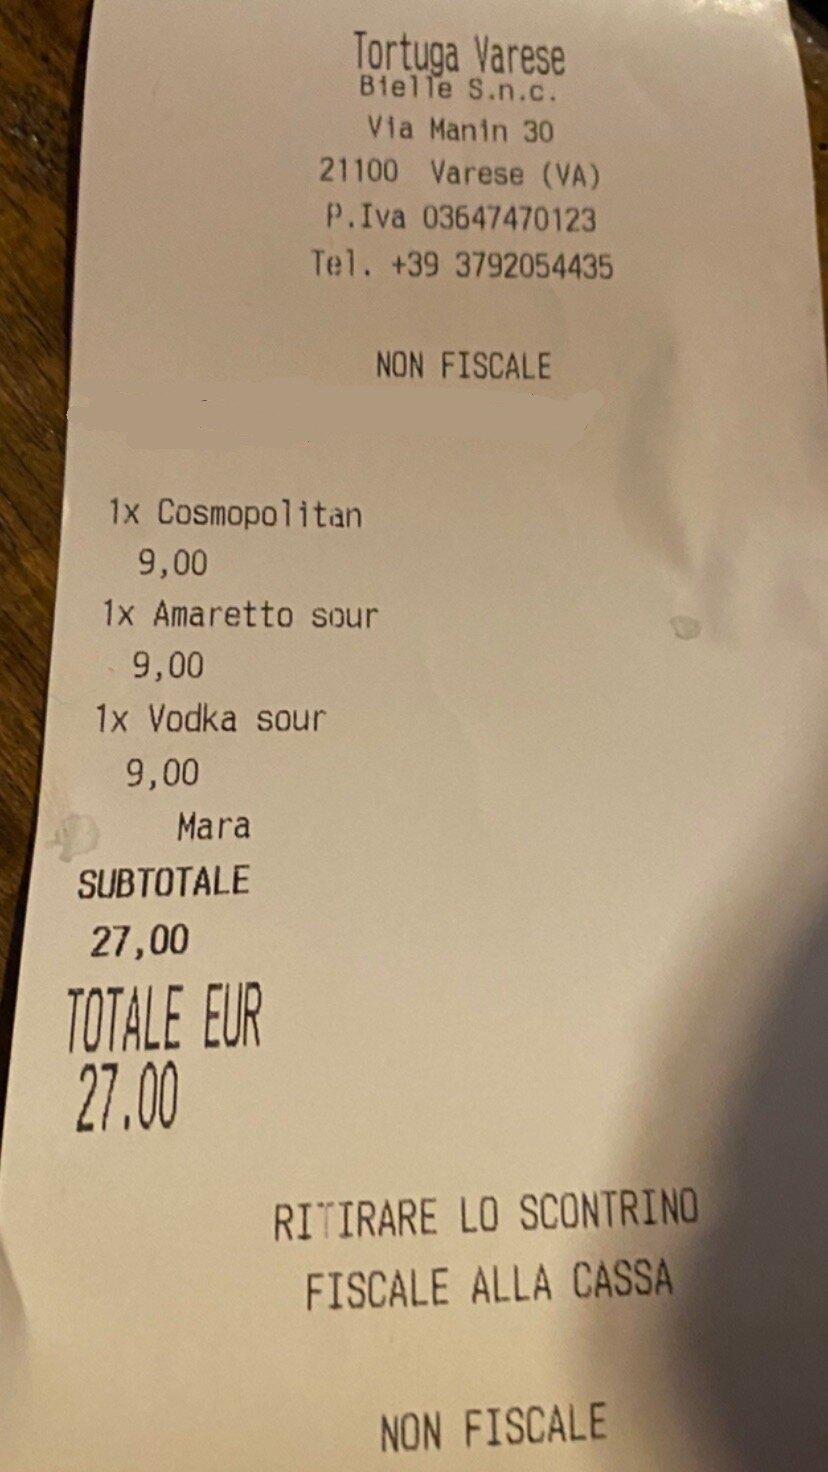 Tortuga Varese
Bielle S.n.c.
Via Manin 30
21100 Varese (VA)
P.Iva 03647470123
Tel. +39 3792054435
NON FISCALE
1x Cosmopolitan
9,00
1x Amaretto sour
9,00
1x Vodka sour
9,00
Mara
SUBTOTALE
27,00
TOTALE EUR
27.00
RITIRARE LO SCONTRINO
FISCALE ALLA CASSA
NON FISCALE